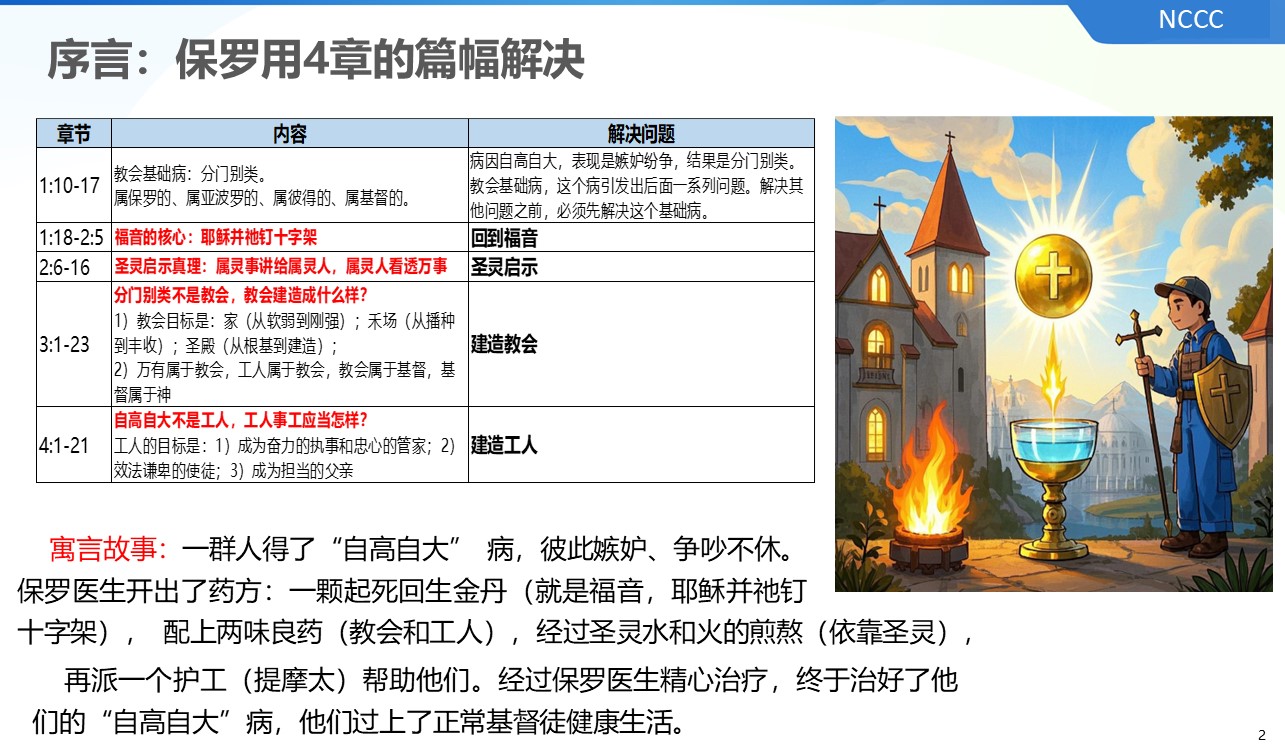 NCCC
序言：保罗用4章的篇幅解决
章节 内容 解决问题
1:10-17
教会基础病：分门别类。
属保罗的、属亚波罗的、属彼得的、属基督的。
病因自高自大，表现是嫉妒纷争，结果是分门别类。
教会基础病，这个病引发出后面一系列问题。解决其
他问题之前，必须先解决这个基础病。
1:18-2:5 福音的核心：耶稣并祂钉十字架 回到福音
2:6-16 圣灵启示真理：属灵事讲给属灵人，属灵人看透万事 圣灵启示
3:1-23
分门别类不是教会，教会建造成什么样？
1）教会目标是：家（从软弱到刚强）；禾场（从播种
到丰收）；圣殿（从根基到建造）；
2）万有属于教会，工人属于教会，教会属于基督，基
督属于神
建造教会
4:1-21
自高自大不是工人，工人事工应当怎样？
工人的目标是：1）成为奋力的执事和忠心的管家；2）
效法谦卑的使徒；3）成为担当的父亲
建造工人
寓言故事：一群人得了“自高自大” 病，彼此嫉妒、争吵不休。
保罗医生开出了药方：一颗起死回生金丹（就是福音，耶稣并祂钉
十字架）， 配上两味良药（教会和工人），经过圣灵水和火的煎熬（依靠圣灵），
再派一个护工（提摩太）帮助他们。经过保罗医生精心治疗，终于治好了他
们的“自高自大”病，他们过上了正常基督徒健康生活。
2